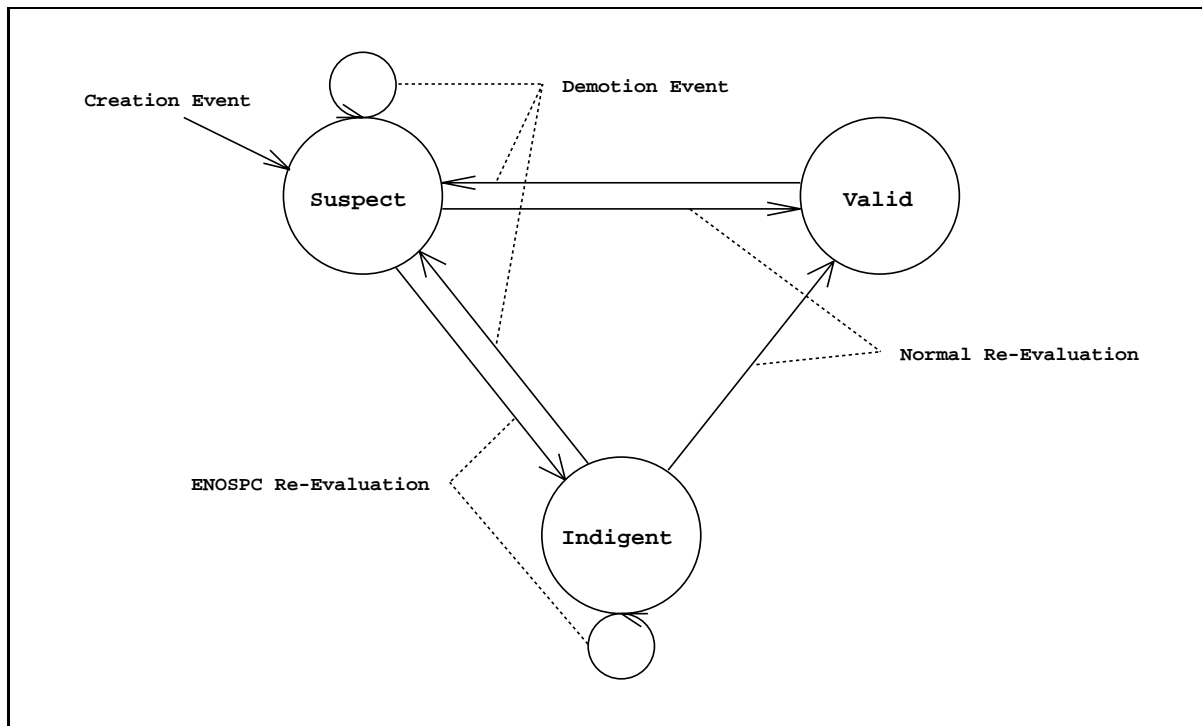 Demotion Event
Creation Event
Suspect
Valid
Normal Re-Evaluation
ENOSPC Re-Evaluation
Indigent